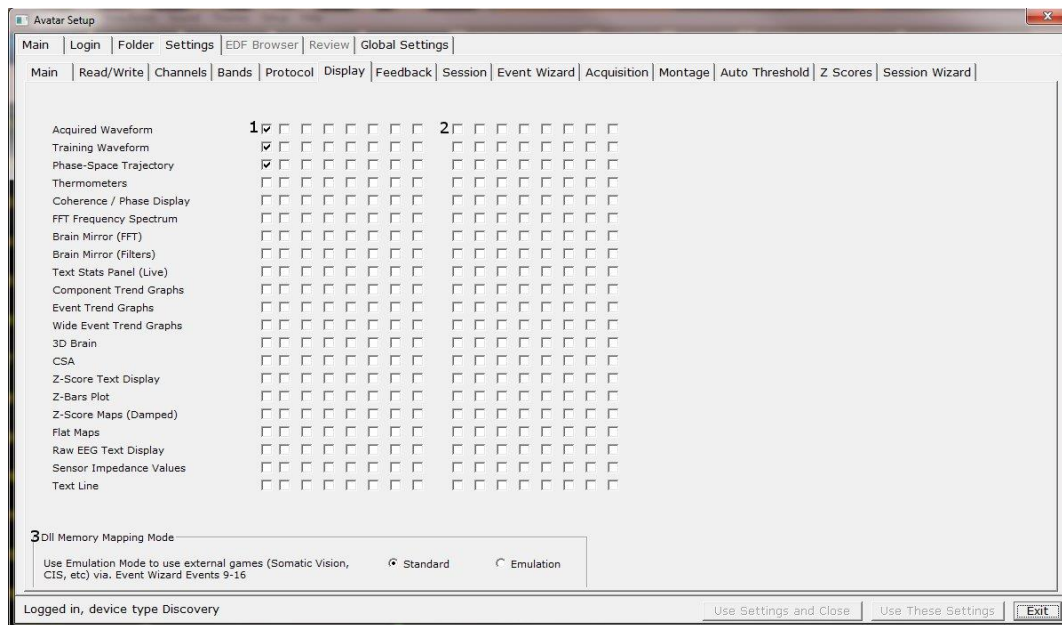 Avatar Setup
Main Login Folder Settings EDF Browser Review Global Settings
Main Read/Write Channels Bands Protocol Display Feedback Session Event Wizard Acquisition Montage Auto Threshold Z Scores Session Wizard
Acquired Waveform 1 2
Training Waveform
Phase-Space Trajectory
Thermometers
Coherence / Phase Display
FFT Frequency Spectrum
Brain Mirror (FFT)
Brain Mirror (Filters)
Text Stats Panel (Live)
Component Trend Graphs
Event Trend Graphs
Wide Event Trend Graphs
3D Brain
CSA
Z-Score Text Display
Z-Bars Plot
Z-Score Maps (Damped)
Flat Maps
Raw EEG Text Display
Sensor Impedance Values
Text Line
3 Dll Memory Mapping Mode
Use Emulation Mode to use external games (Somatic Vision, Standard Emulation
CIS, etc) via. Event Wizard Events 9-16
Logged in, device type Discovery Use Settings and Close Use These Settings Exit